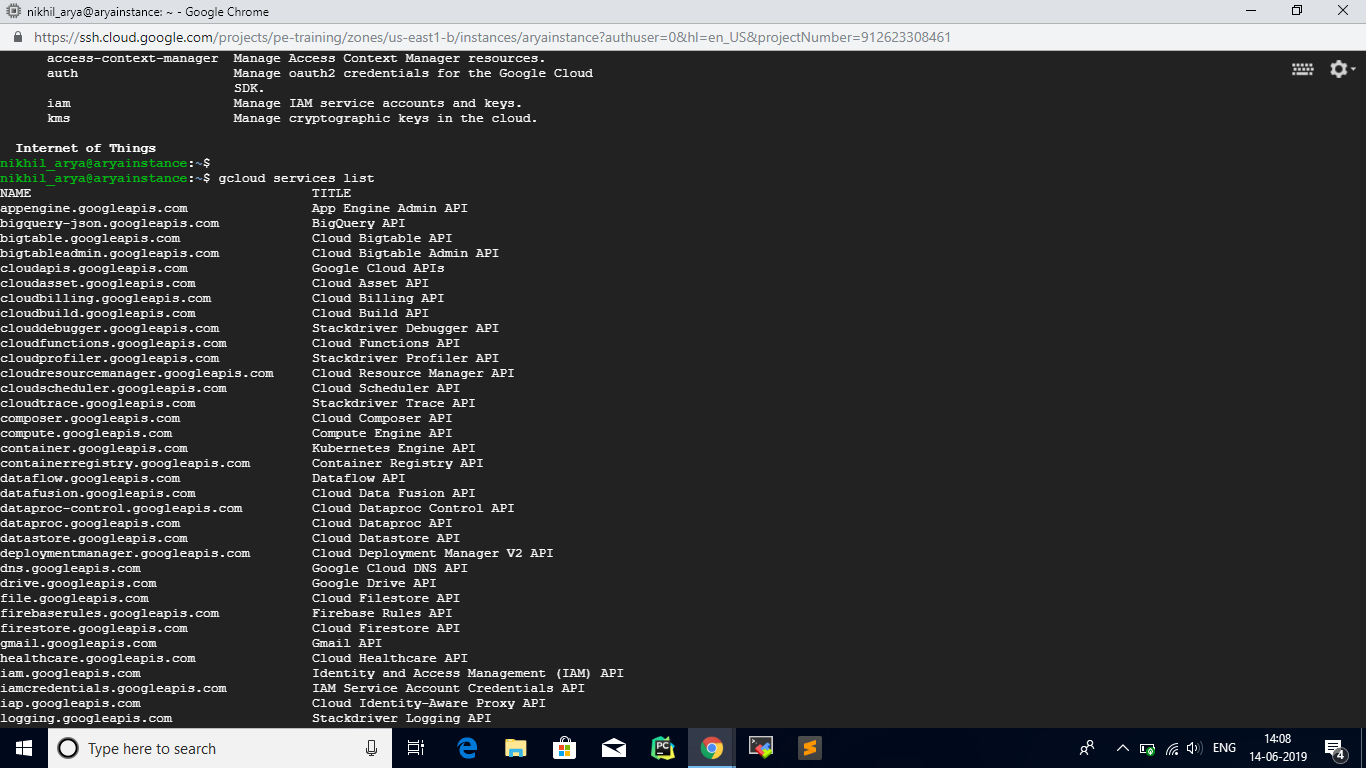 nikhil_arya@aryainstance: ~ - Google Chrome
https://ssh.cloud.google.com/projects/pe-training/zones/us-east1-b/instances/aryainstance?authuser=0&hl=en_US&projectNumber=912623308461
access-context-manager  Manage Access Context Manager resources.
auth  Manage oauth2 credentials for the Google Cloud
SDK.
iam  Manage IAM service accounts and keys.
kms  Manage cryptographic keys in the cloud.
Internet of Things
nikhil_arya@aryainstance:~$
nikhil_arya@aryainstance:~$ gcloud services list
NAME  TITLE
appengine.googleapis.com  App Engine Admin API
bigquery-json.googleapis.com  BigQuery API
bigtable.googleapis.com  Cloud Bigtable API
bigtableadmin.googleapis.com  Cloud Bigtable Admin API
cloudapis.googleapis.com  Google Cloud APIs
cloudasset.googleapis.com  Cloud Asset API
cloudbilling.googleapis.com  Cloud Billing API
cloudbuild.googleapis.com  Cloud Build API
clouddebugger.googleapis.com  Stackdriver Debugger API
cloudfunctions.googleapis.com  Cloud Functions API
cloudprofiler.googleapis.com  Stackdriver Profiler API
cloudresourcemanager.googleapis.com  Cloud Resource Manager API
cloudscheduler.googleapis.com  Cloud Scheduler API
cloudtrace.googleapis.com  Stackdriver Trace API
composer.googleapis.com  Cloud Composer API
compute.googleapis.com  Compute Engine API
container.googleapis.com  Kubernetes Engine API
containerregistry.googleapis.com  Container Registry API
dataflow.googleapis.com  Dataflow API
datafusion.googleapis.com  Cloud Data Fusion API
dataproc-control.googleapis.com  Cloud Dataproc Control API
dataproc.googleapis.com  Cloud Dataproc API
datastore.googleapis.com  Cloud Datastore API
deploymentmanager.googleapis.com  Cloud Deployment Manager V2 API
dns.googleapis.com  Google Cloud DNS API
drive.googleapis.com  Google Drive API
file.googleapis.com  Cloud Filestore API
firebaserules.googleapis.com  Firebase Rules API
firestore.googleapis.com  Cloud Firestore API
gmail.googleapis.com  Gmail API
healthcare.googleapis.com  Cloud Healthcare API
iam.googleapis.com  Identity and Access Management (IAM) API
iamcredentials.googleapis.com  IAM Service Account Credentials API
iap.googleapis.com  Cloud Identity-Aware Proxy API
logging.googleapis.com  Stackdriver Logging API
Type here to search
PC
ENG
14:08
14-06-2019
4